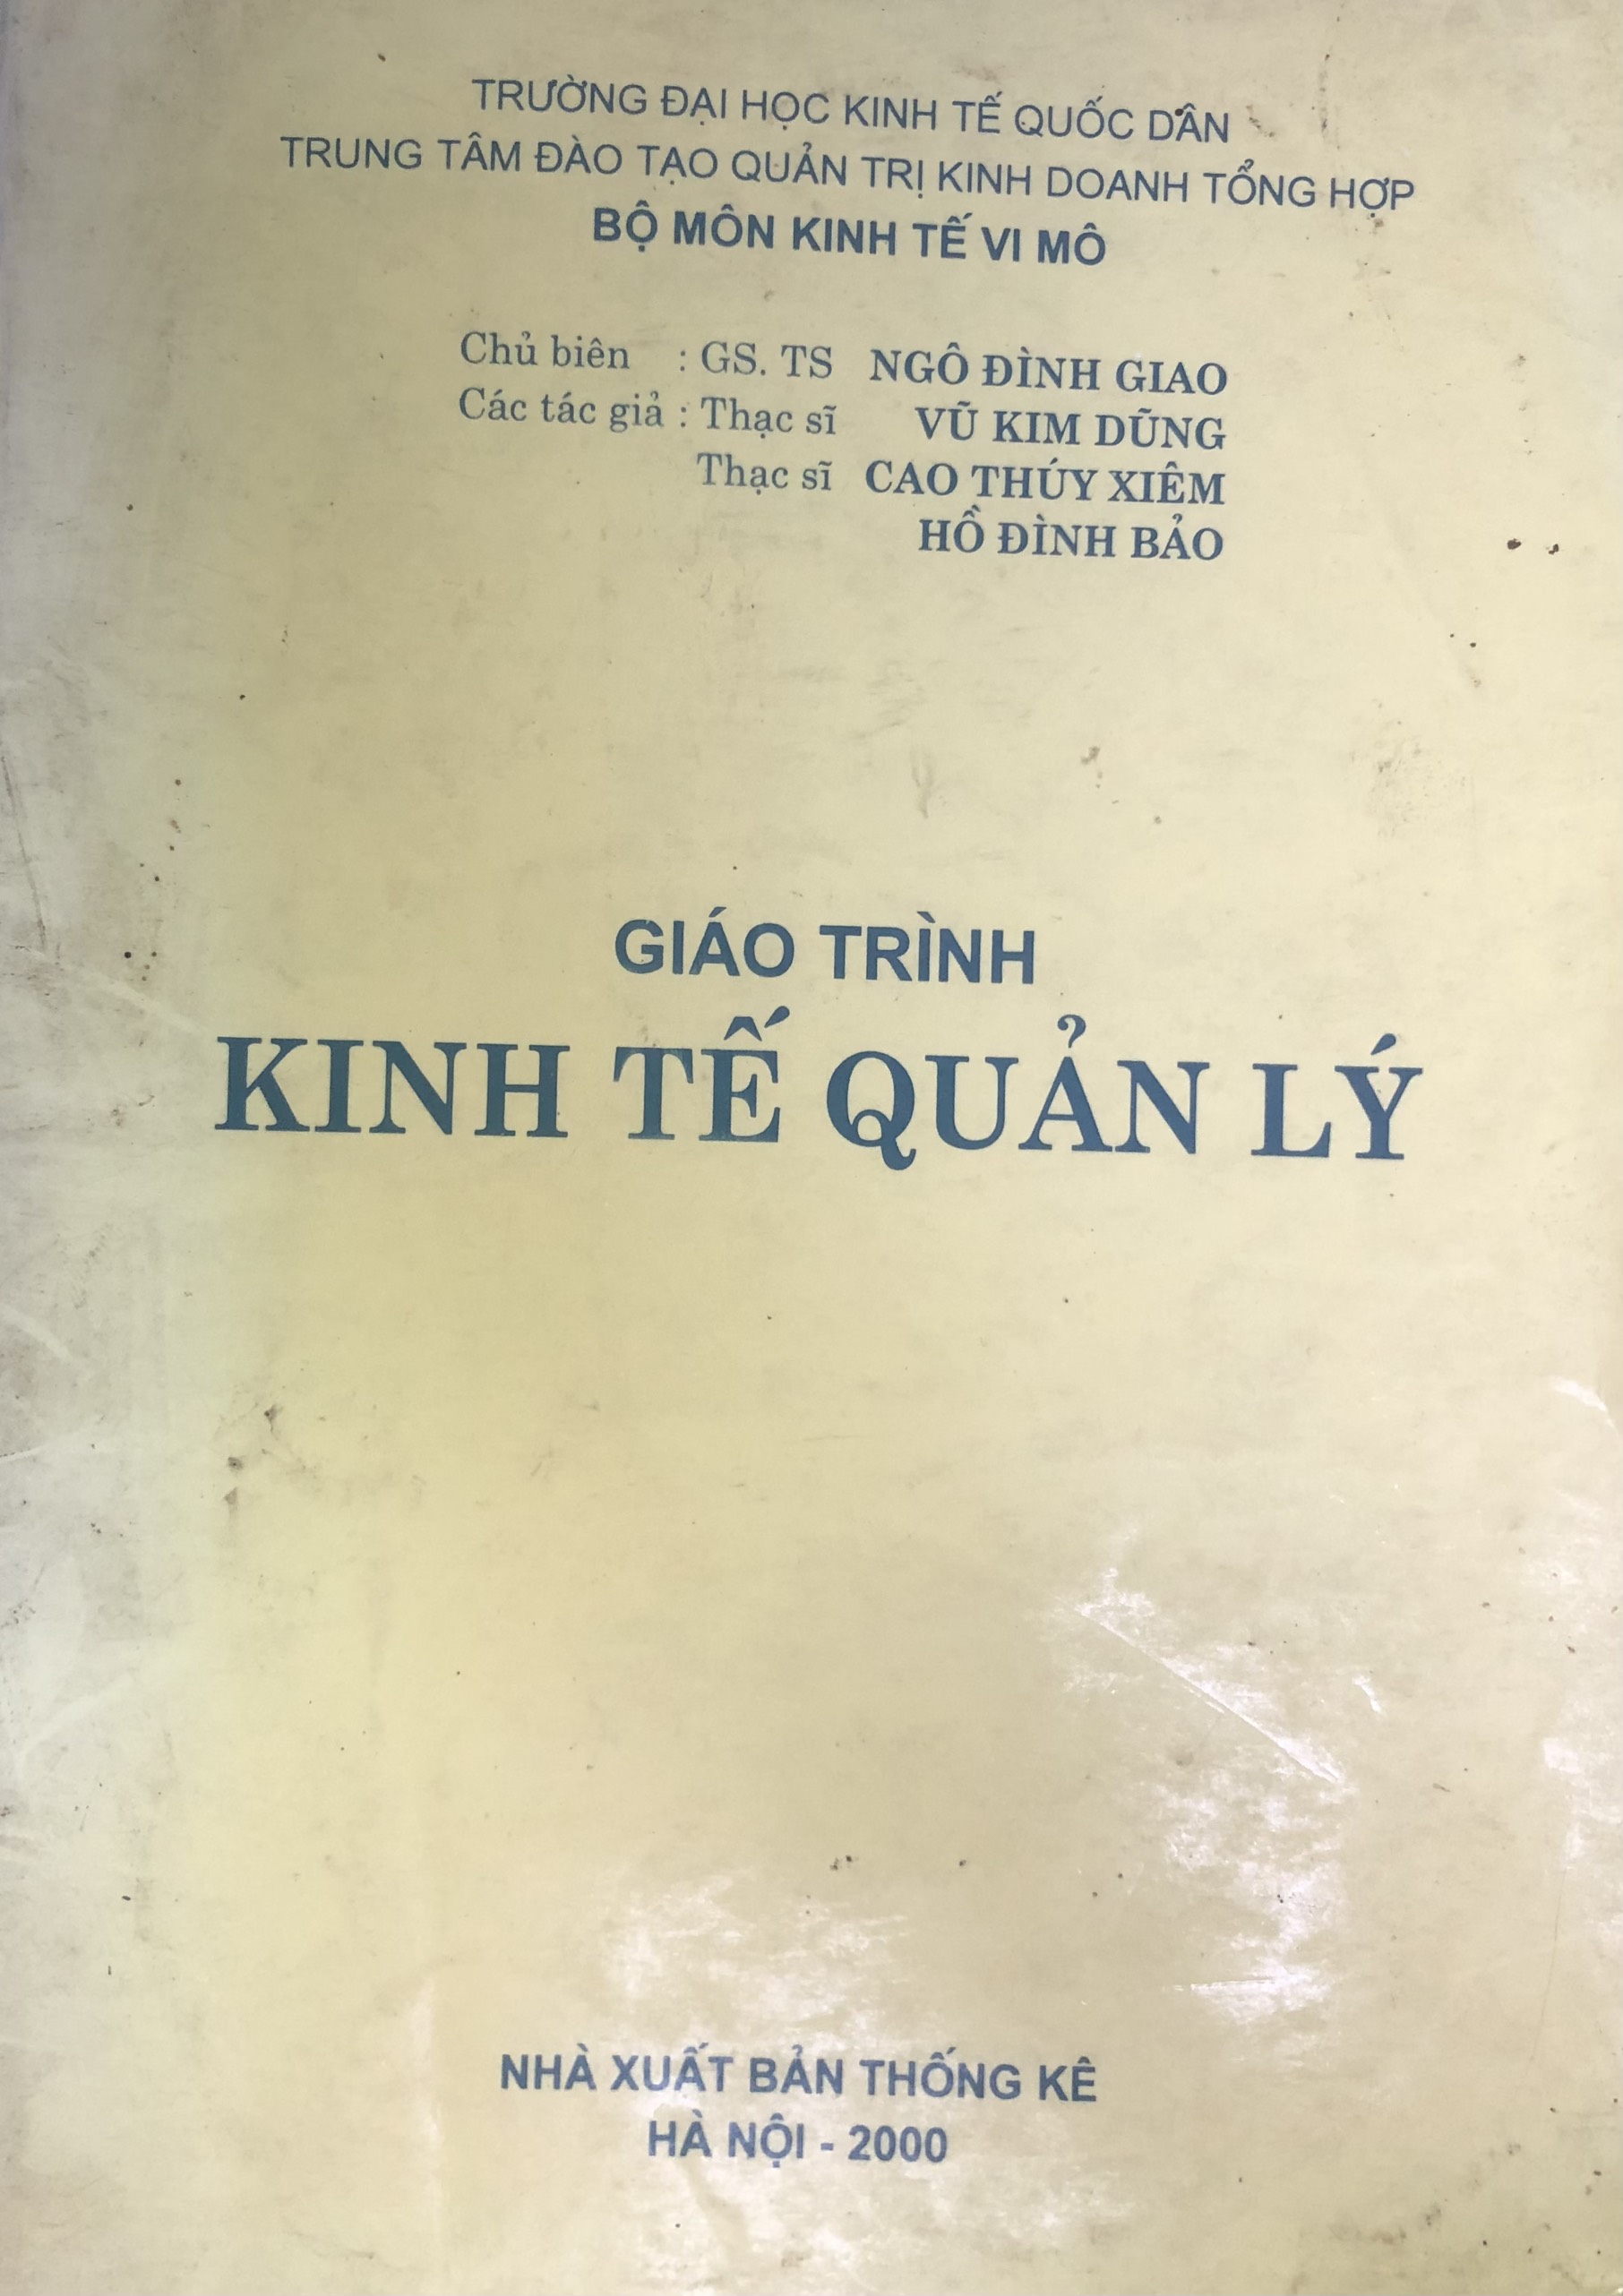 TRƯỜNG ĐẠI HỌC KINH TẾ QUỐC DÂN
TRUNG TÂM ĐÀO TẠO QUẢN TRỊ KINH DOANH TỔNG HỢP
BỘ MÔN KINH TẾ VI MÔ
Chủ biên : GS. TS NGÔ ĐÌNH GIAO
Các tác giả : Thạc sĩ VŨ KIM DŨNG
Thạc sĩ CAO THÚY XIÊM
HỒ ĐÌNH BẢO
GIÁO TRÌNH
KINH TẾ QUẢN LÝ
NHÀ XUẤT BẢN THỐNG KÊ
HÀ NỘI - 2000